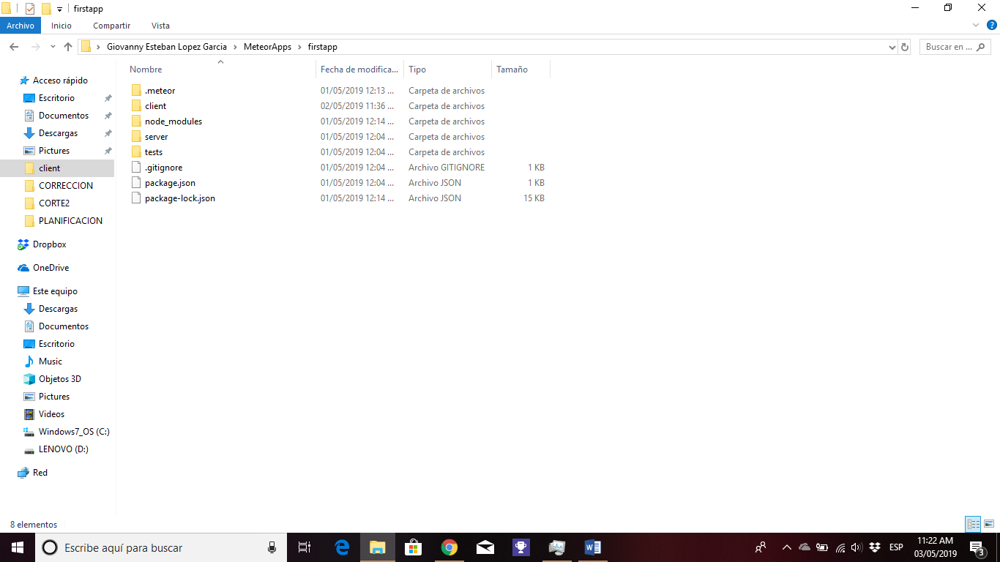 firstapp
Archivo Inicio Compartir Vista
Giovanny Esteban Lopez Garcia > MeteorApps > firstapp
Buscar en ...
Nombre Fecha de modifica... Tipo Tamaño
.meteor 01/05/2019 12:13 ... Carpeta de archivos
client 02/05/2019 11:36 ... Carpeta de archivos
node_modules 01/05/2019 12:14 ... Carpeta de archivos
server 01/05/2019 12:04 ... Carpeta de archivos
tests 01/05/2019 12:04 ... Carpeta de archivos
.gitignore 01/05/2019 12:04 ... Archivo GITIGNORE 1 KB
package.json 01/05/2019 12:04 ... Archivo JSON 1 KB
package-lock.json 01/05/2019 12:14 ... Archivo JSON 15 KB
Acceso rápido
Escritorio
Documentos
Descargas
Pictures
client
CORRECCION
CORTE2
PLANIFICACION
Dropbox
OneDrive
Este equipo
Descargas
Documentos
Escritorio
Music
Objetos 3D
Pictures
Videos
Windows7_OS (C:)
LENOVO (D:)
Red
8 elementos
Escribe aquí para buscar
ESP
11:22 AM
03/05/2019
3